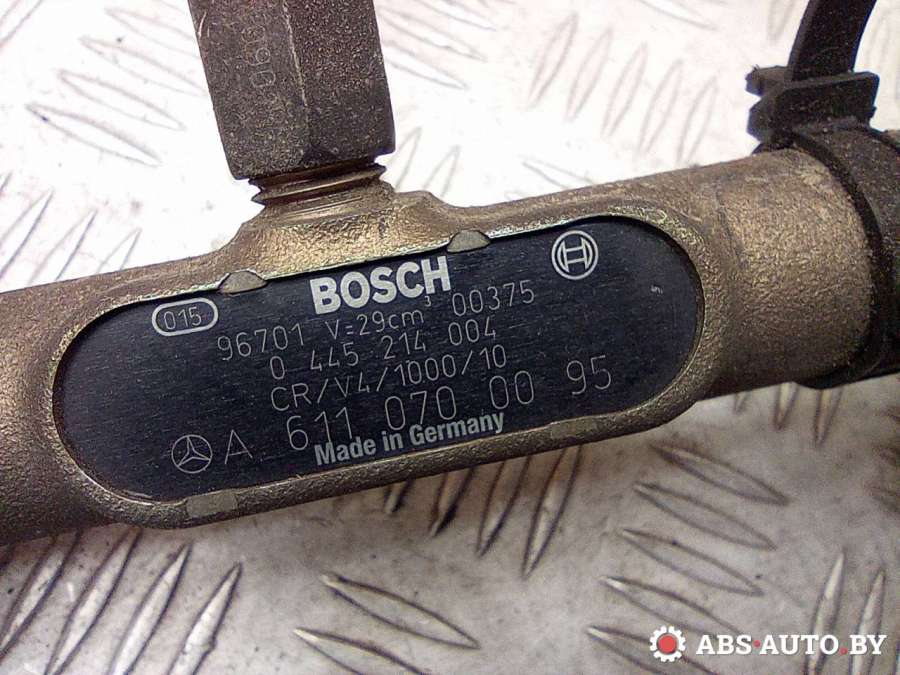 BOSCH
015
96701 V=29cm³ 00375
0 445 214 004
CR/V4/1000/10
A 611 070 00 95
Made in Germany
ABS-AUTO.BY